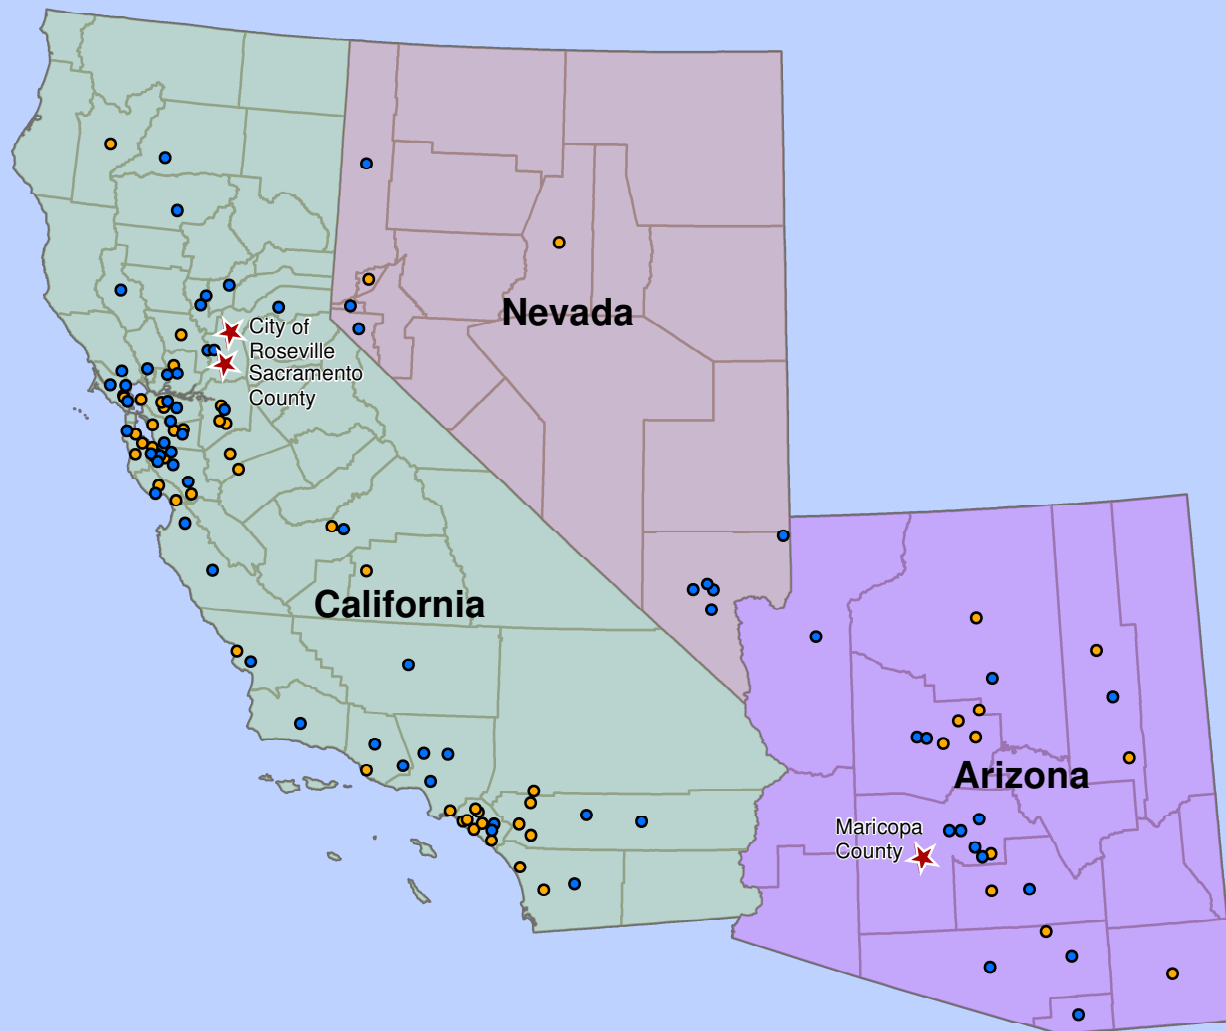 Nevada
City of
Roseville
Sacramento
County
California
Arizona
Maricopa
County